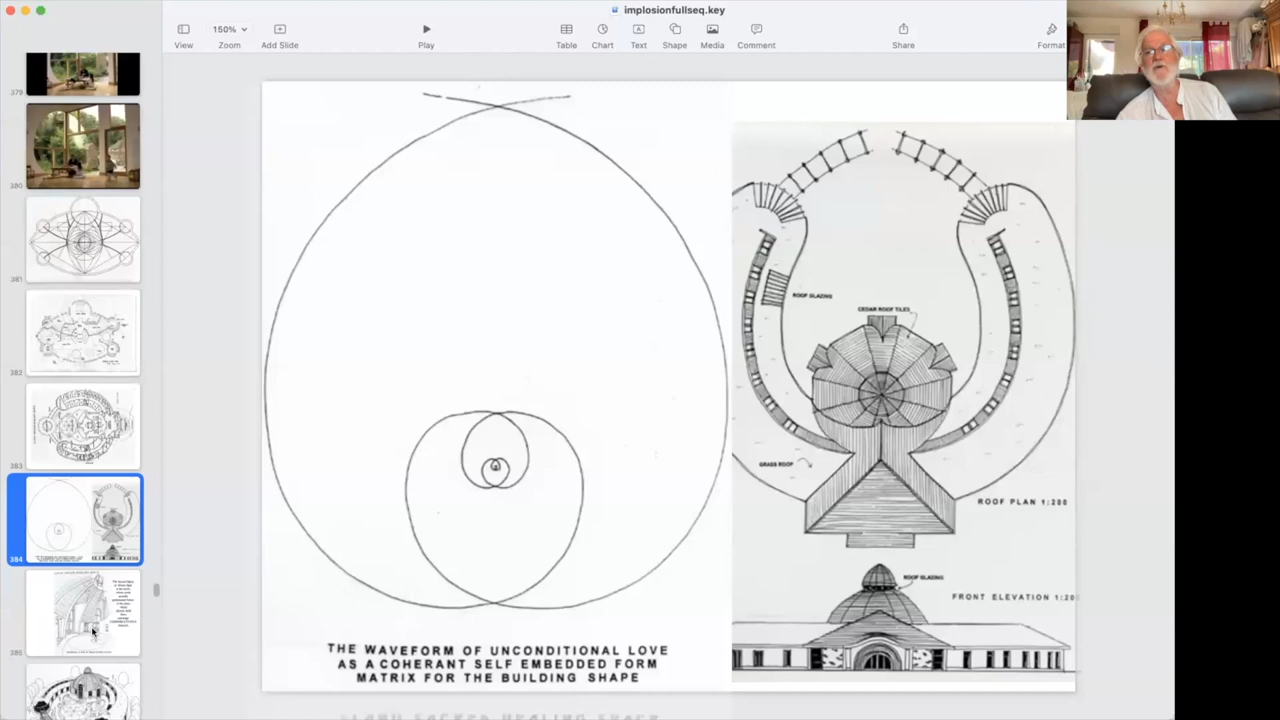 implosionfullseq.key
150%
View
Zoom
Add Slide
Play
Table
Chart
Text
Shape
Media
Comment
Share
Format
379
380
381
382
383
384
385
ROOF GLAZING
CEDAR ROOF TILES
GRASS ROOF
ROOF PLAN 1:200
ROOF GLAZING
FRONT ELEVATION 1:20
THE WAVEFORM OF UNCONDITIONAL LOVE
AS A COHERANT SELF EMBEDDED FORM
MATRIX FOR THE BUILDING SHAPE